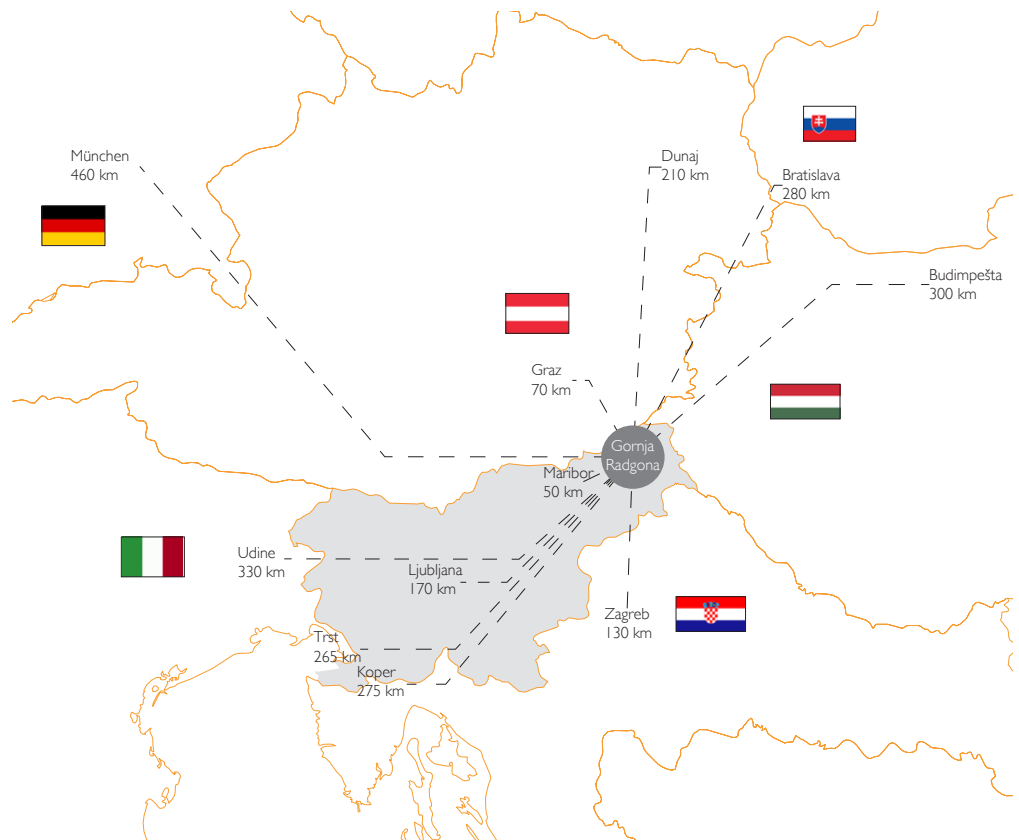 München
460 km
Dunaj
210 km
Bratislava
280 km
Budimpešta
300 km
Graz
70 km
Gornja
Radgona
Maribor
50 km
Udine
330 km
Ljubljana
170 km
Zagreb
130 km
Trst
265 km
Koper
275 km